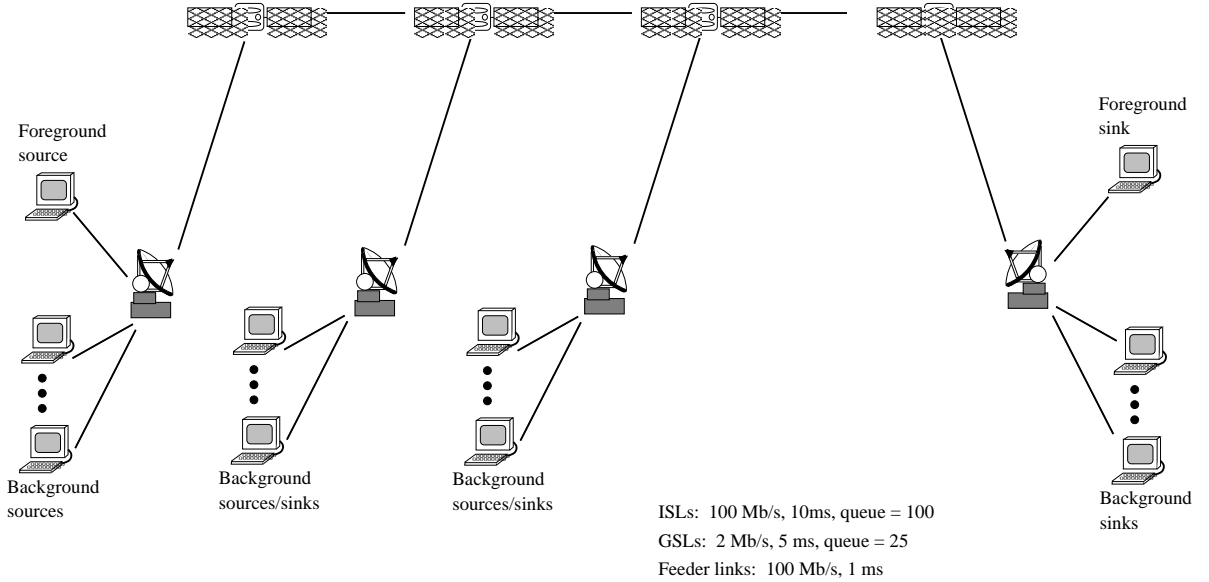 Foreground
source
Foreground
sink
Background
sources
Background
sources/sinks
Background
sources/sinks
Background
sinks
ISLs: 100 Mb/s, 10ms, queue = 100
GSLs: 2 Mb/s, 5 ms, queue = 25
Feeder links: 100 Mb/s, 1 ms